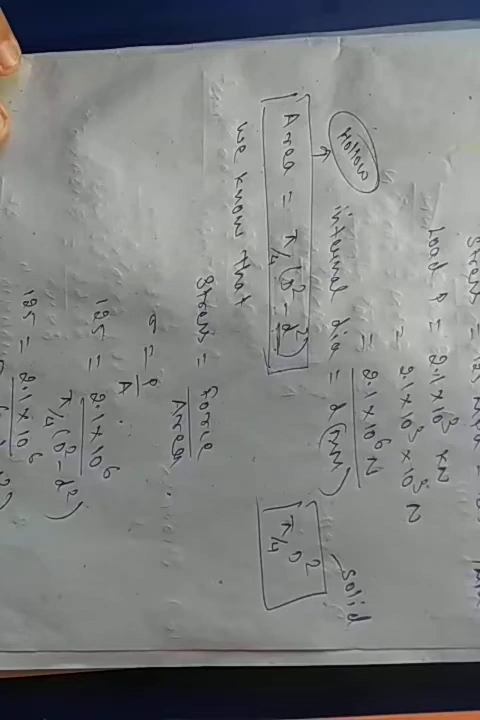 Stress = 125
Load P = 2.1 x 10³ kN
= 2.1 x 10³ x 10³ N
= 2.1 x 10⁶ N
internal dia = d (mm)
Hollow
Solid
Area = π/4 (D² - d²)
π/4 D²
we know that
Stress = Force / Area
σ = P / A
125 = 2.1 x 10⁶ / π/4 (D² - d²)
125 = 2.1 x 10⁶